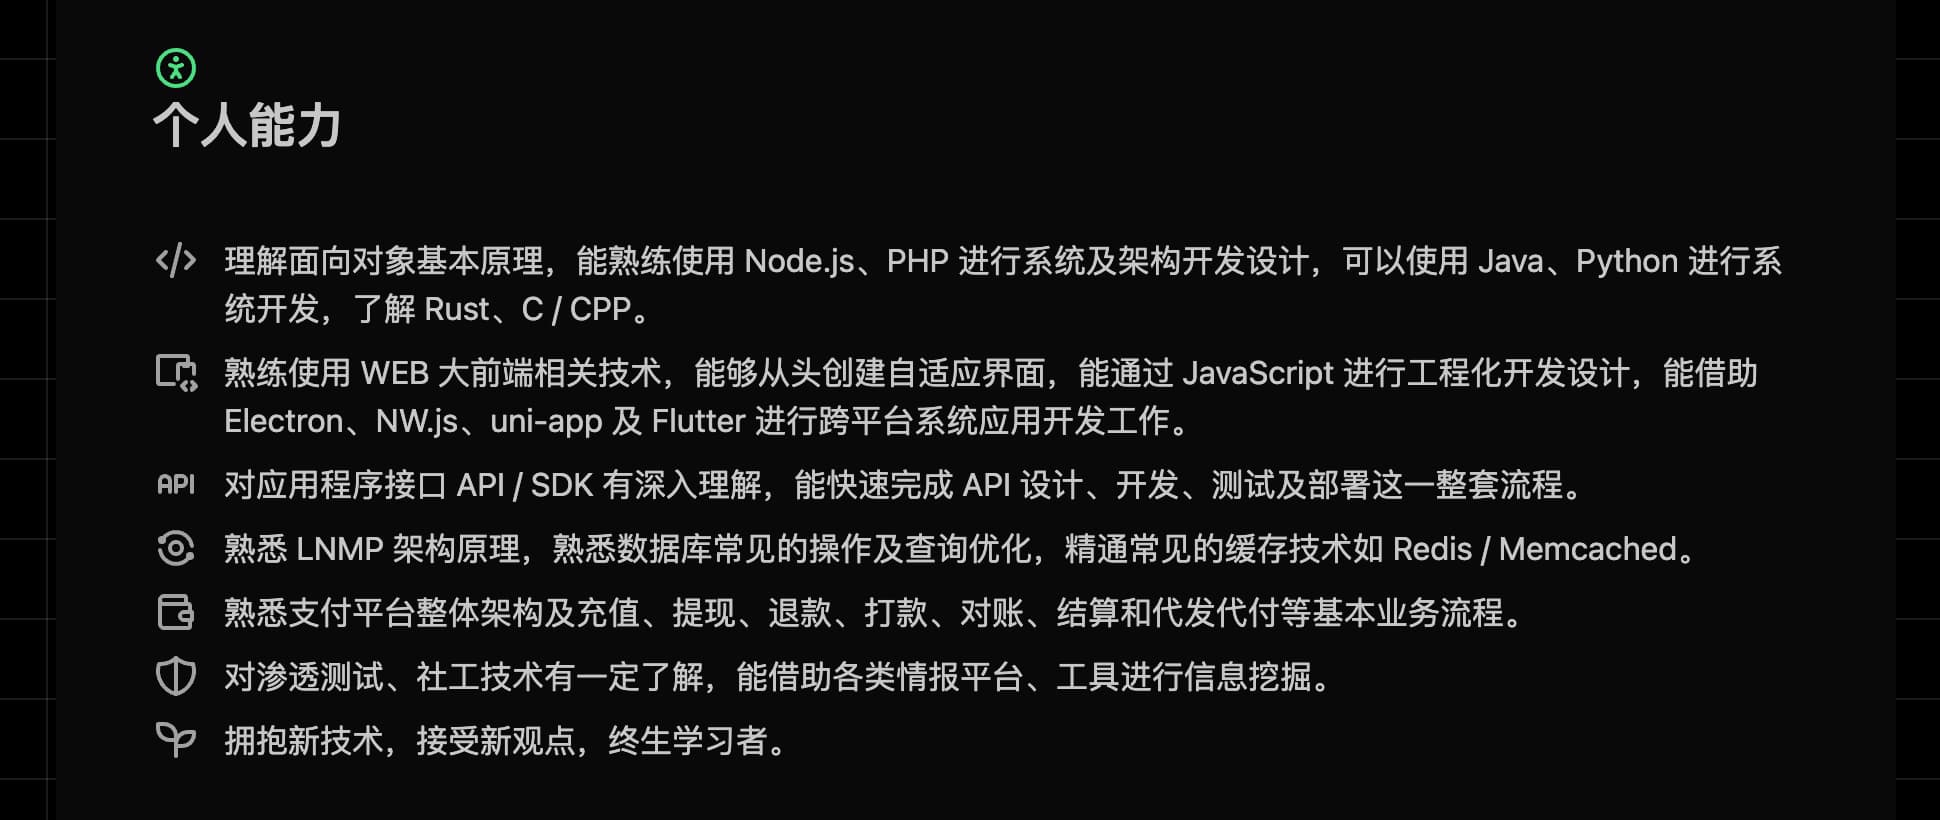 个人能力
理解面向对象基本原理，能熟练使用 Node.js、PHP 进行系统及架构开发设计，可以使用 Java、Python 进行系
统开发，了解 Rust、C / CPP。
熟练使用 WEB 大前端相关技术，能够从头创建自适应界面，能通过 JavaScript 进行工程化开发设计，能借助
Electron、NW.js、uni-app 及 Flutter 进行跨平台系统应用开发工作。
API 对应用程序接口 API / SDK 有深入理解，能快速完成 API 设计、开发、测试及部署这一整套流程。
熟悉 LNMP 架构原理，熟悉数据库常见的操作及查询优化，精通常见的缓存技术如 Redis / Memcached。
熟悉支付平台整体架构及充值、提现、退款、打款、对账、结算和代发代付等基本业务流程。
对渗透测试、社工技术有一定了解，能借助各类情报平台、工具进行信息挖掘。
拥抱新技术，接受新观点，终生学习者。